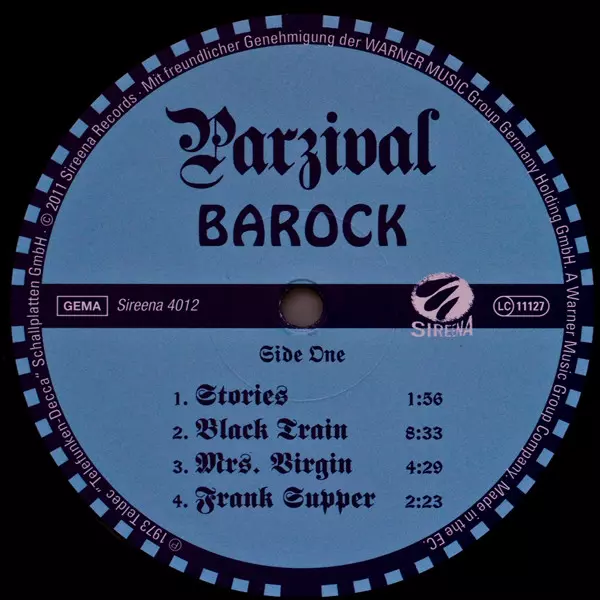 ℗ 1973 Teldec "Telefunken-Decca" Schallplatten GmbH · © 2011 Sireena Records · Mit freundlicher Genehmigung der WARNER MUSIC Group Germany Holding GmbH. A Warner Music Group Company. Made in the EC.
Parzival
BAROCK
GEMA Sireena 4012
SIREENA
LC 11127
Side One
1. Stories 1:56
2. Black Train 8:33
3. Mrs. Virgin 4:29
4. Frank Supper 2:23